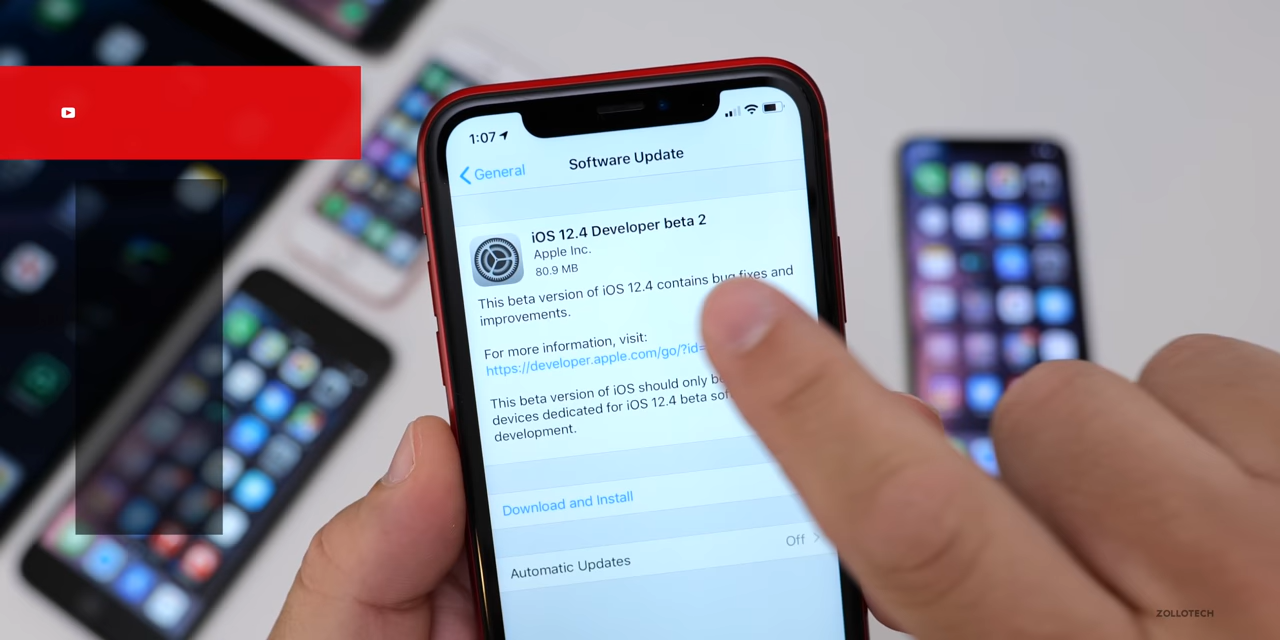 1:07
General
Software Update
iOS 12.4 Developer beta 2
Apple Inc.
80.9 MB
This beta version of iOS 12.4 contains bug fixes and
improvements.
For more information, visit:
https://developer.apple.com/go/?id=
This beta version of iOS should only
devices dedicated for iOS 12.4 beta
development.
Download and Install
Automatic Updates
Off
ZOLLOTECH